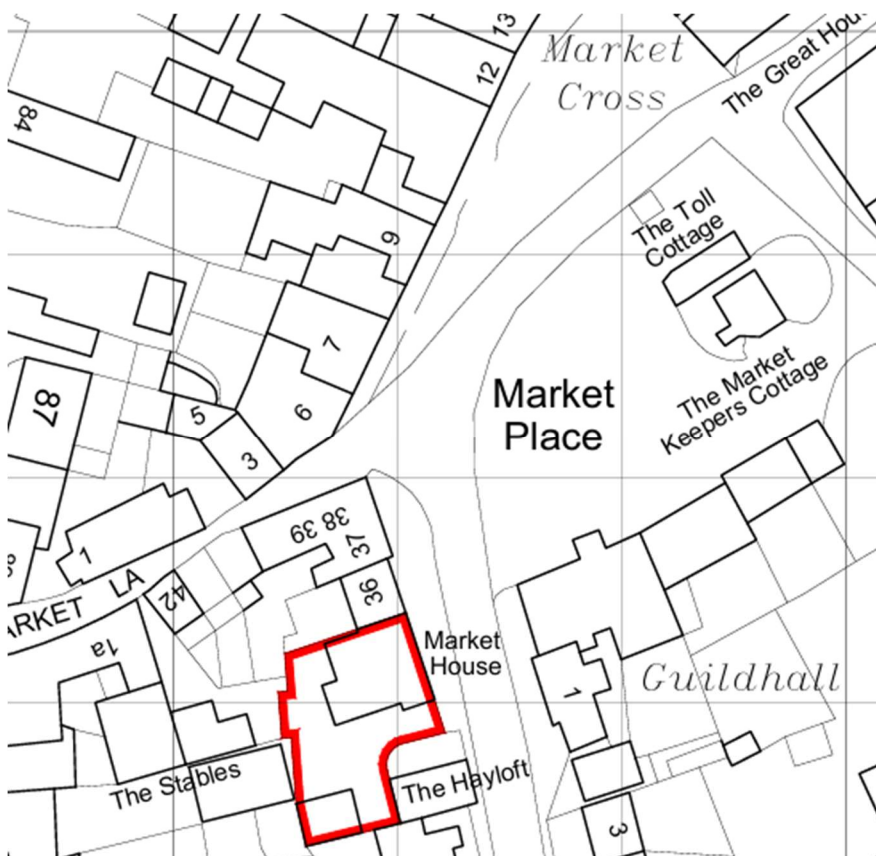 13
12
Market
Cross
The Great Hou
84
The Toll
Cottage
9
7
The Market
Keepers Cottage
Market
Place
87
5
6
3
38 39
37
1
36
42
ARKET LA
1a
Market
House
Guildhall
1
The Stables
The Hayloft
3